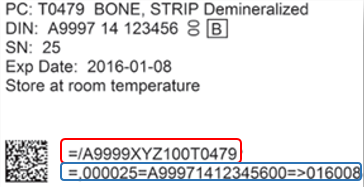 PC: T0479 BONE, STRIP Demineralized
DIN: A9997 14 123456 00 B
SN: 25
Exp Date: 2016-01-08
Store at room temperature
=/A9999XYZ100T0479
=,000025=A99971412345600=>016008